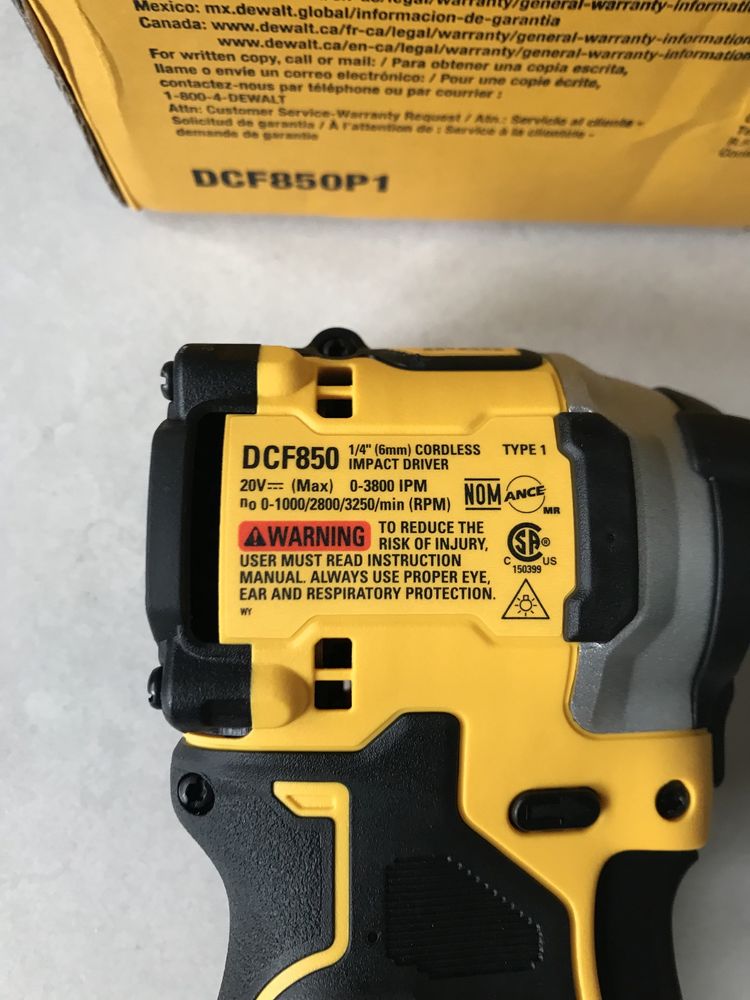 Mexico: mx.dewalt.global/informacion-de-garantia
Canada: www.dewalt.ca/fr-ca/legal/warranty/general-warranty-information
www.dewalt.ca/en-ca/legal/warranty/general-warranty-information
For written copy, call or mail: / Para obtener una copia escrita,
llame o envíe un correo electrónico: / Pour une copie écrite,
contactez-nous par téléphone ou par courrier :
1-800-4-DEWALT
Attn: Customer Service-Warranty Request / Atn.: Servicio al cliente -
Solicitud de garantía / À l'attention de : Service à la clientèle -
demande de garantie
DCF850P1
DCF850 1/4" (6mm) CORDLESS IMPACT DRIVER TYPE 1
20V⎓ (Max) 0-3800 IPM
no 0-1000/2800/3250/min (RPM)
NOM ANCE MR
WARNING TO REDUCE THE
RISK OF INJURY,
USER MUST READ INSTRUCTION
MANUAL. ALWAYS USE PROPER EYE,
EAR AND RESPIRATORY PROTECTION.
WY
CSA®
C US
150399